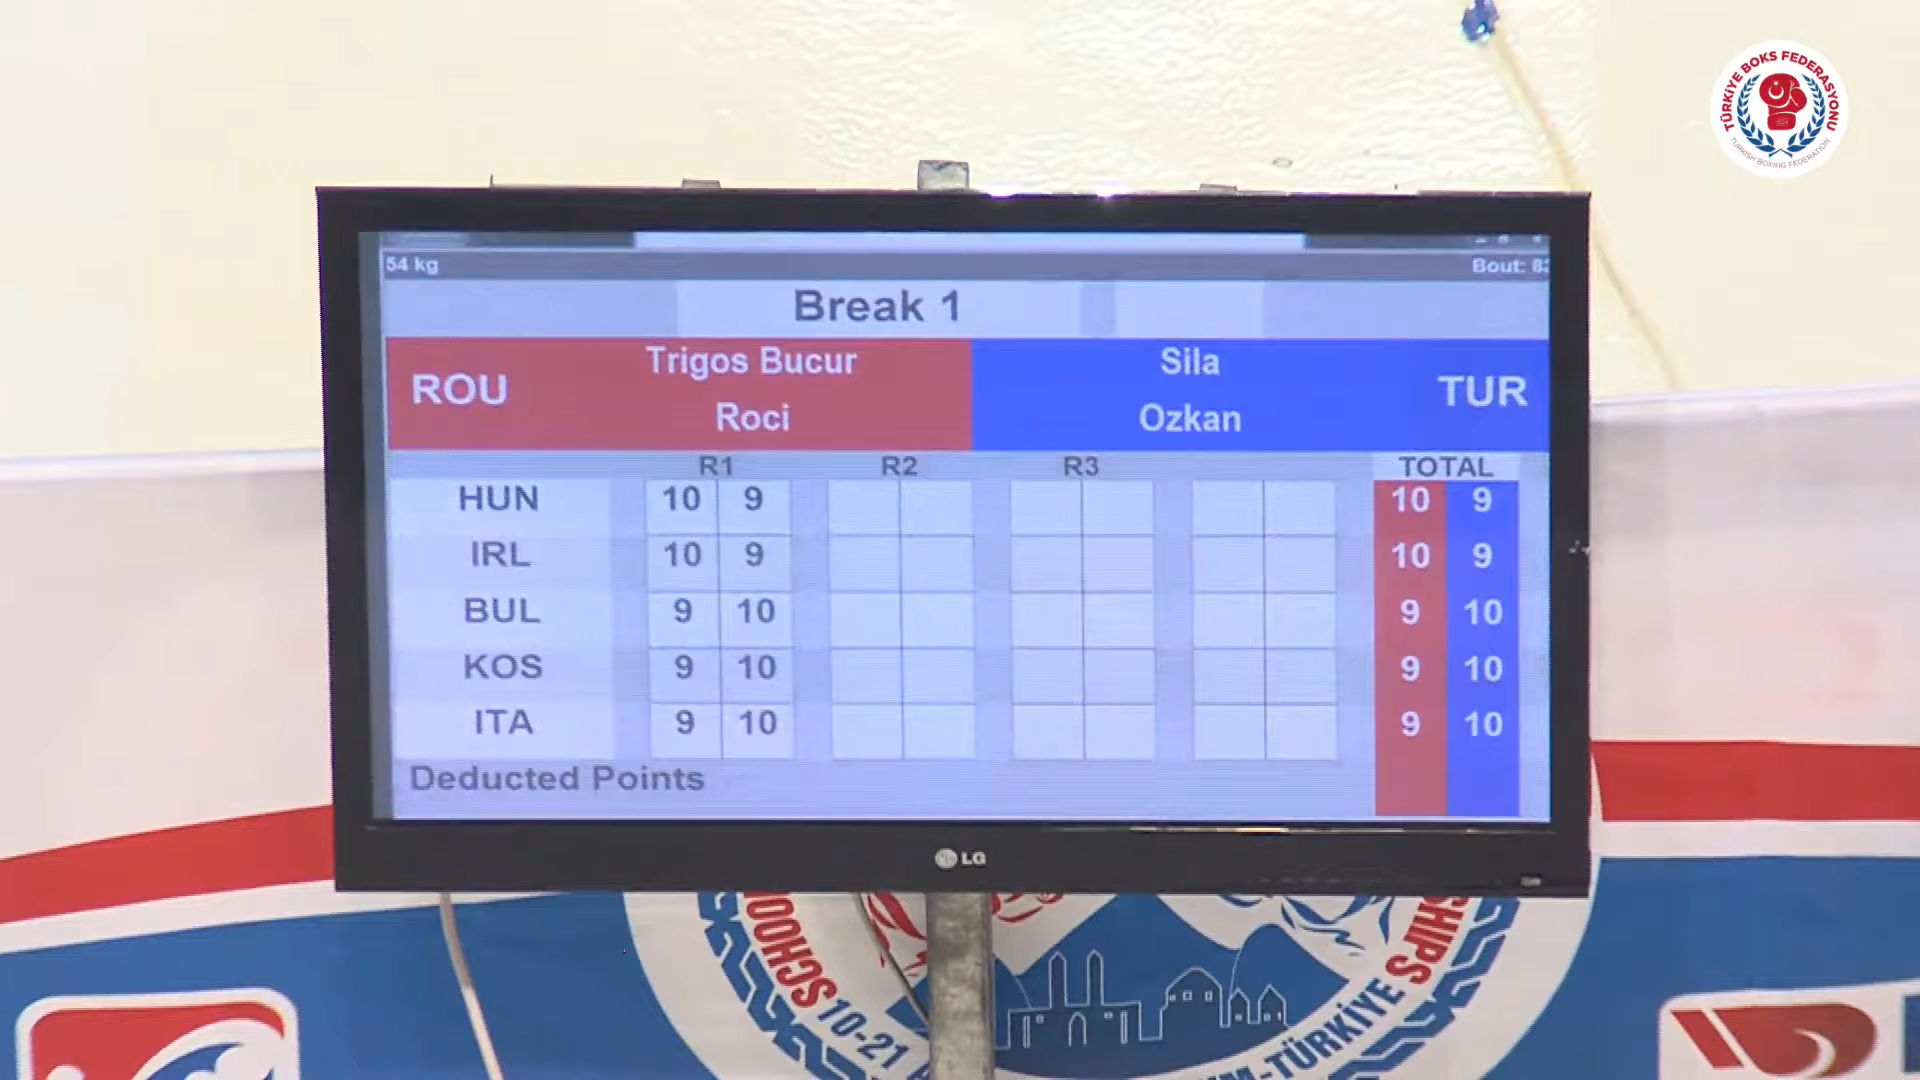 TÜRKİYE BOKS FEDERASYONU
TURKISH BOXING FEDERATION
54 kg
Bout: 83
Break 1
ROU Trigos Bucur Roci
Sila Ozkan TUR
R1 R2 R3 TOTAL
HUN 10 9 10 9
IRL 10 9 10 9
BUL 9 10 9 10
KOS 9 10 9 10
ITA 9 10 9 10
Deducted Points
LG
SCHOO
SHIPS
10-21
TÜRKİYE